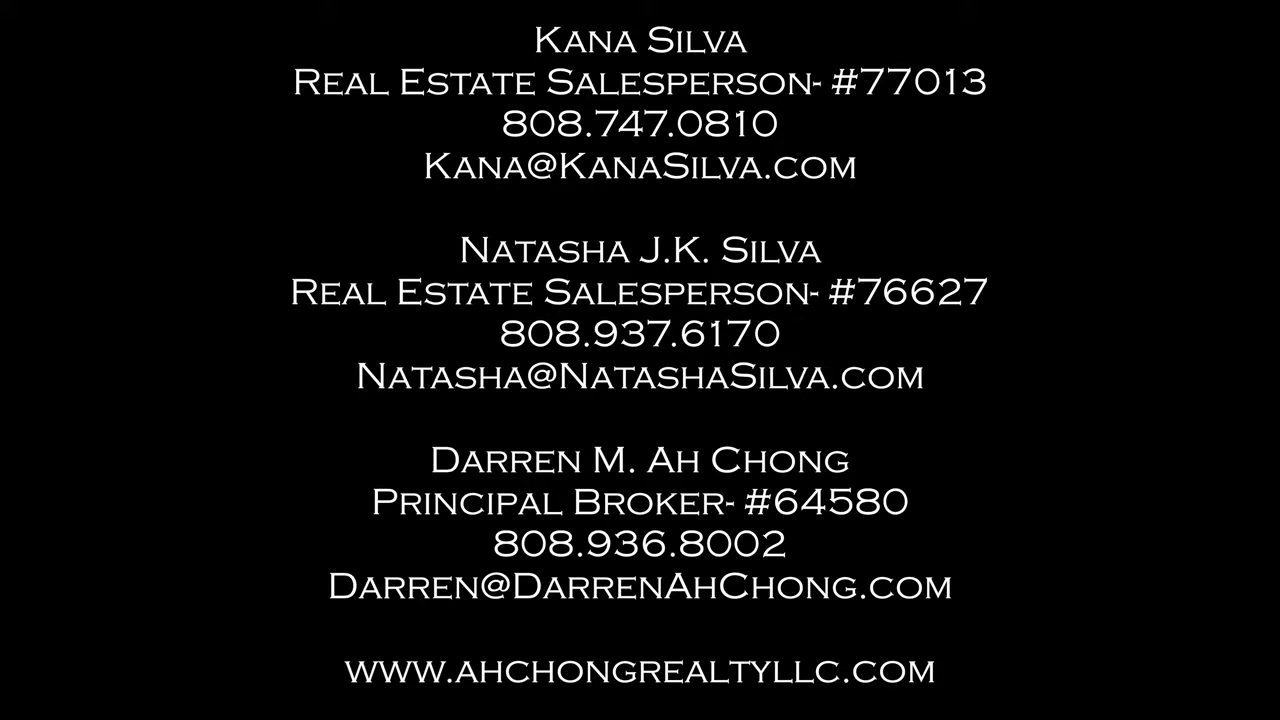 Kana Silva
Real Estate Salesperson- #77013
808.747.0810
Kana@KanaSilva.com
Natasha J.K. Silva
Real Estate Salesperson- #76627
808.937.6170
Natasha@NatashaSilva.com
Darren M. Ah Chong
Principal Broker- #64580
808.936.8002
Darren@DarrenAhChong.com
www.ahchongrealtyllc.com